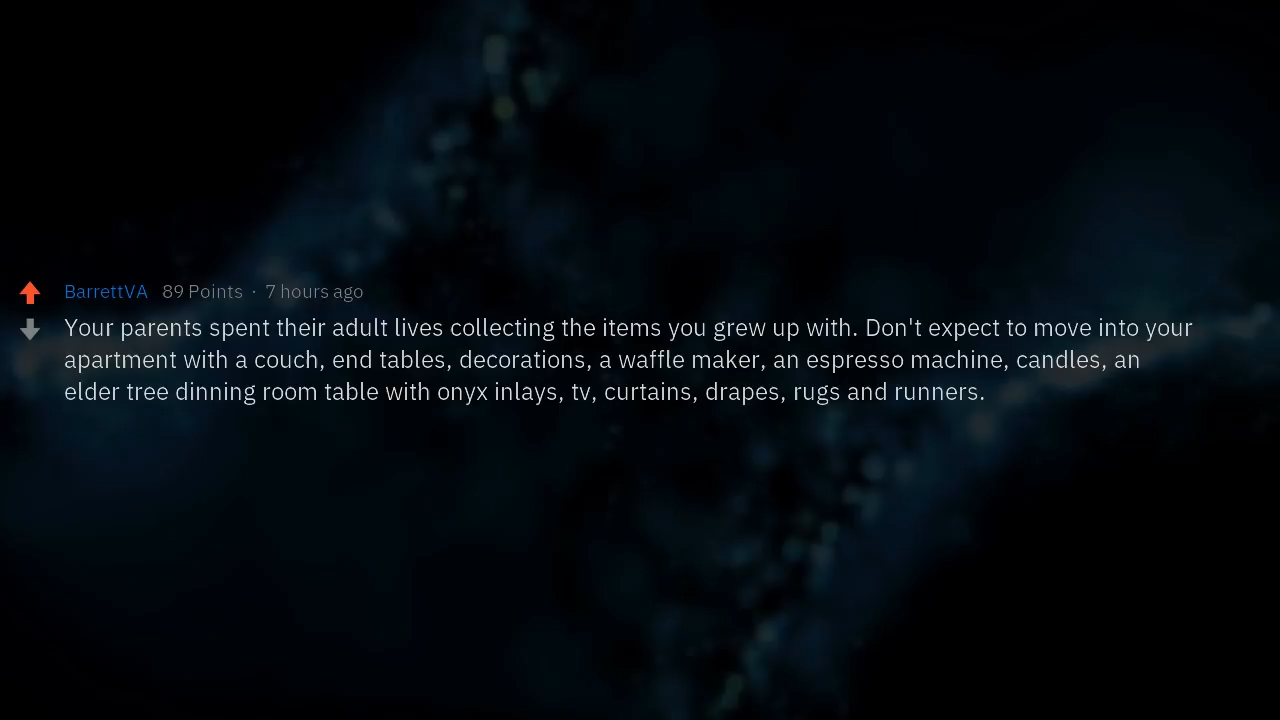 BarrettVA 89 Points · 7 hours ago
Your parents spent their adult lives collecting the items you grew up with. Don't expect to move into your
apartment with a couch, end tables, decorations, a waffle maker, an espresso machine, candles, an
elder tree dinning room table with onyx inlays, tv, curtains, drapes, rugs and runners.